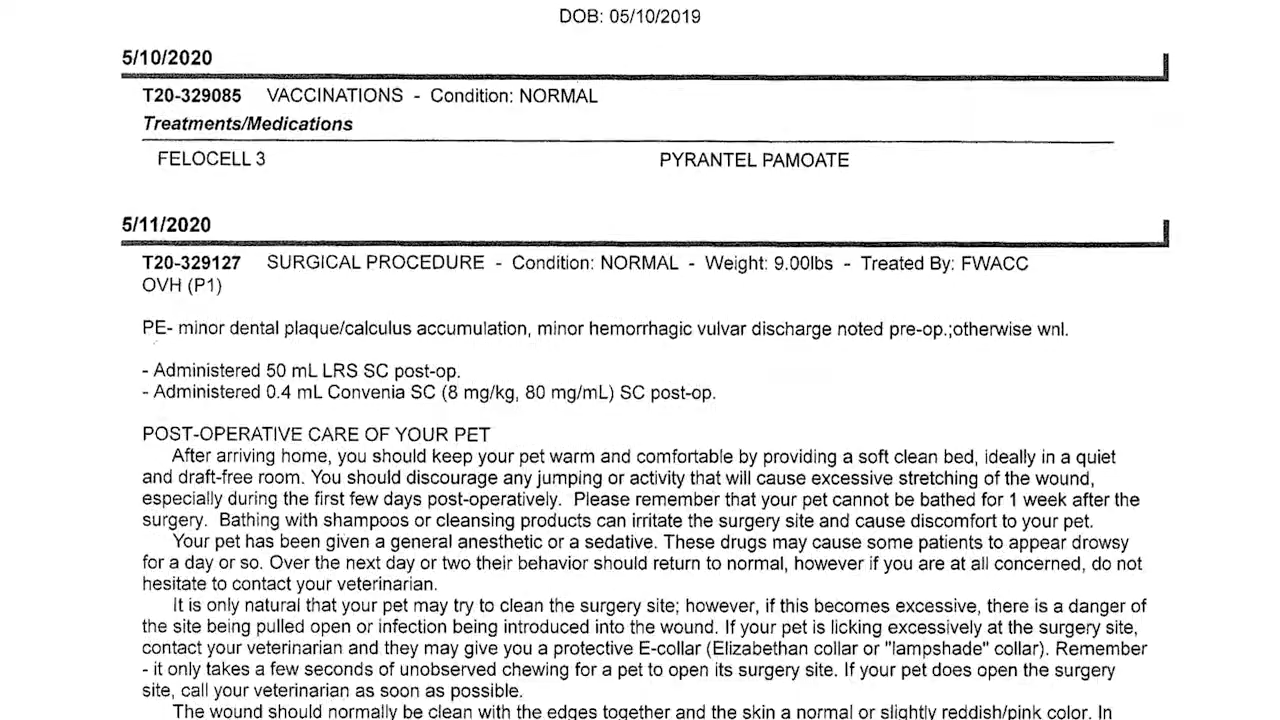 DOB: 05/10/2019
5/10/2020
T20-329085 VACCINATIONS - Condition: NORMAL
Treatments/Medications
FELOCELL 3 PYRANTEL PAMOATE
5/11/2020
T20-329127 SURGICAL PROCEDURE - Condition: NORMAL - Weight: 9.00lbs - Treated By: FWACC
OVH (P1)
PE- minor dental plaque/calculus accumulation, minor hemorrhagic vulvar discharge noted pre-op.;otherwise wnl.
- Administered 50 mL LRS SC post-op.
- Administered 0.4 mL Convenia SC (8 mg/kg, 80 mg/mL) SC post-op.
POST-OPERATIVE CARE OF YOUR PET
After arriving home, you should keep your pet warm and comfortable by providing a soft clean bed, ideally in a quiet
and draft-free room. You should discourage any jumping or activity that will cause excessive stretching of the wound,
especially during the first few days post-operatively. Please remember that your pet cannot be bathed for 1 week after the
surgery. Bathing with shampoos or cleansing products can irritate the surgery site and cause discomfort to your pet.
Your pet has been given a general anesthetic or a sedative. These drugs may cause some patients to appear drowsy
for a day or so. Over the next day or two their behavior should return to normal, however if you are at all concerned, do not
hesitate to contact your veterinarian.
It is only natural that your pet may try to clean the surgery site; however, if this becomes excessive, there is a danger of
the site being pulled open or infection being introduced into the wound. If your pet is licking excessively at the surgery site,
contact your veterinarian and they may give you a protective E-collar (Elizabethan collar or "lampshade" collar). Remember
- it only takes a few seconds of unobserved chewing for a pet to open its surgery site. If your pet does open the surgery
site, call your veterinarian as soon as possible.
The wound should normally be clean with the edges together and the skin a normal or slightly reddish/pink color. In